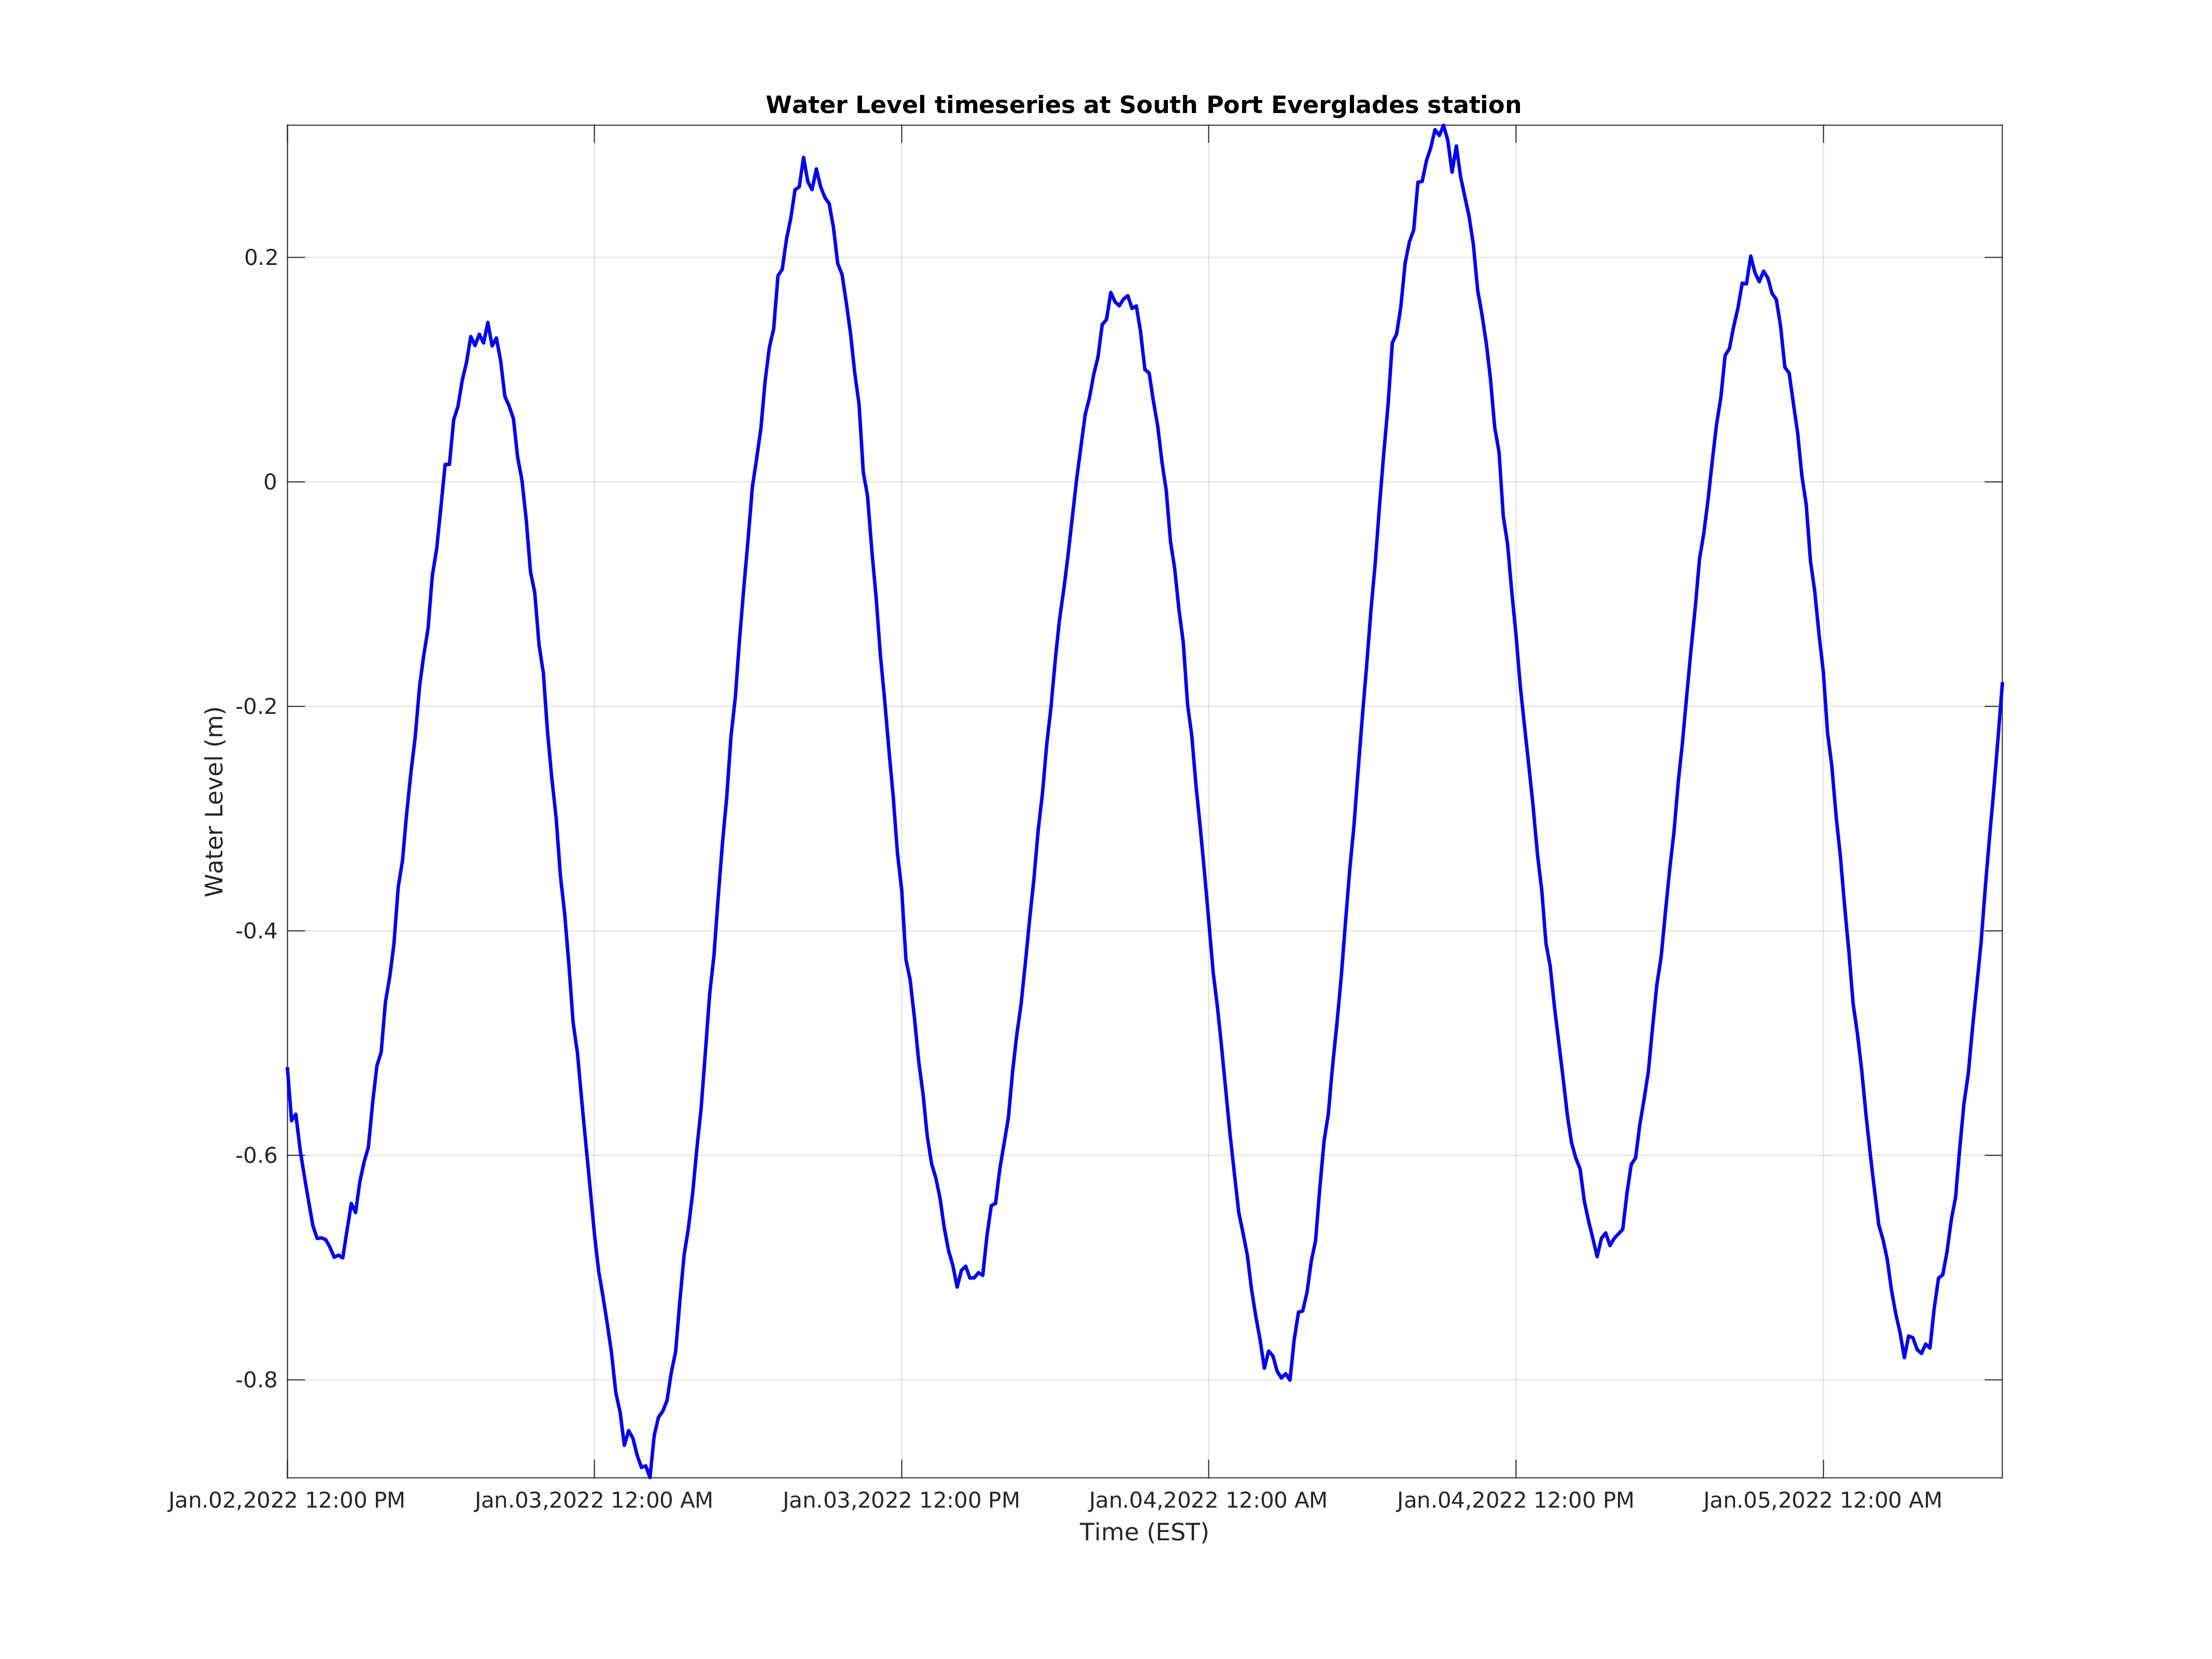 Water Level timeseries at South Port Everglades station
0.2
0
-0.2
-0.4
-0.6
-0.8
Water Level (m)
Jan.02,2022 12:00 PM
Jan.03,2022 12:00 AM
Jan.03,2022 12:00 PM
Jan.04,2022 12:00 AM
Jan.04,2022 12:00 PM
Jan.05,2022 12:00 AM
Time (EST)